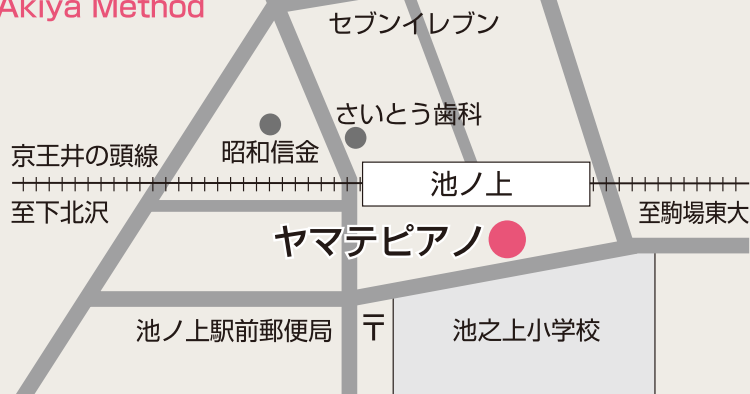 Akiya Method
セブンイレブン
さいとう歯科
昭和信金
京王井の頭線
池ノ上
至下北沢
至駒場東大
ヤマテピアノ
池ノ上駅前郵便局
〒
池之上小学校